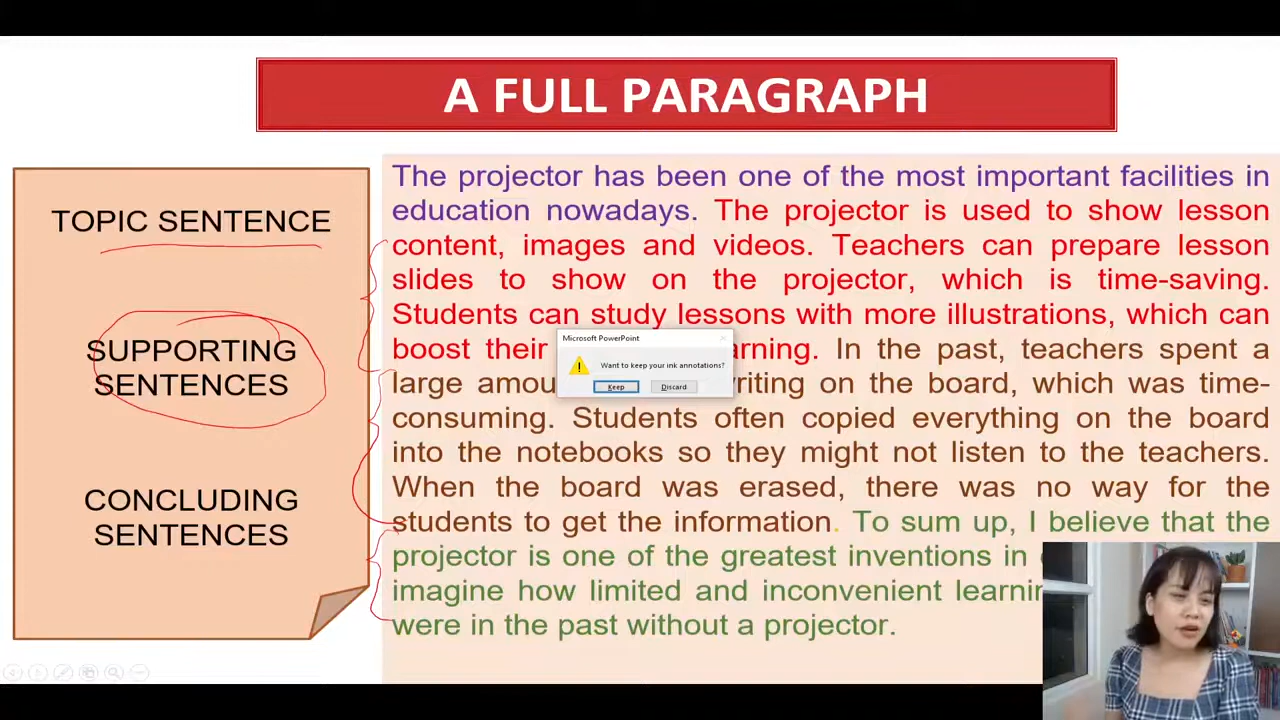 A FULL PARAGRAPH
TOPIC SENTENCE
SUPPORTING
SENTENCES
CONCLUDING
SENTENCES
The projector has been one of the most important facilities in
education nowadays. The projector is used to show lesson
content, images and videos. Teachers can prepare lesson
slides to show on the projector, which is time-saving.
Students can study lessons with more illustrations, which can
boost their
In the past, teachers spent a
large on the board, which was time-
consuming. Students often copied everything on the board
into the notebooks so they might not listen to the teachers.
When the board was erased, there was no way for the
students to get the information. To sum up, I believe that the
projector is one of the greatest inventions in
imagine how limited and inconvenient
were in the past without a projector.
Microsoft PowerPoint
Want to keep your ink annotations?
Keep
Discard